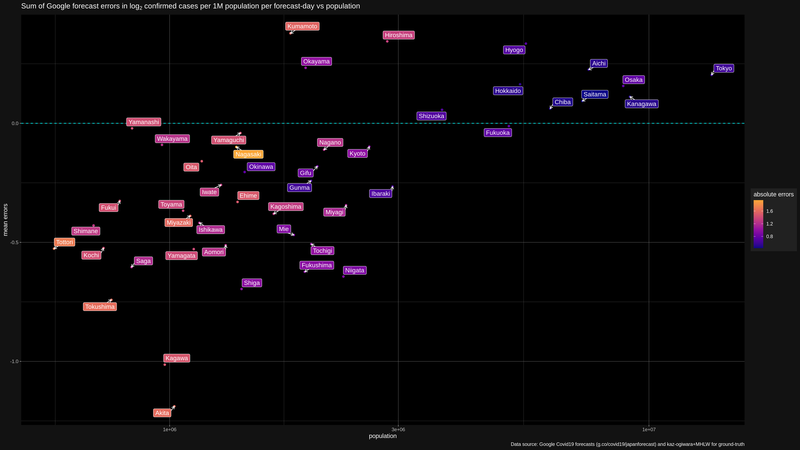 Sum of Google forecast errors in log2 confirmed cases per 1M population per forecast-day vs population
Kumamoto
Hiroshima
Hyogo
Okayama
Aichi
Tokyo
Osaka
Hokkaido
Saitama
Chiba
Kanagawa
Shizuoka
Yamanashi
0.0
Fukuoka
Wakayama
Yamaguchi
Nagano
Nagasaki
Kyoto
Oita
Okinawa
Gifu
Gunma
Iwate
Ibaraki
Ehime
absolute errors
Toyama
Fukui
Kagoshima
Miyagi
1.6
1.2
0.8
Miyazaki
Shimane
Ishikawa
Mie
mean errors
Tottori
-0.5
Kochi
Yamagata
Aomori
Tochigi
Saga
Fukushima
Niigata
Shiga
Tokushima
Kagawa
-1.0
Akita
1e+06
3e+06
1e+07
population
Data source: Google Covid19 forecasts (g.co/covid19/japanforecast) and kaz-ogiwara+MHLW for ground-truth